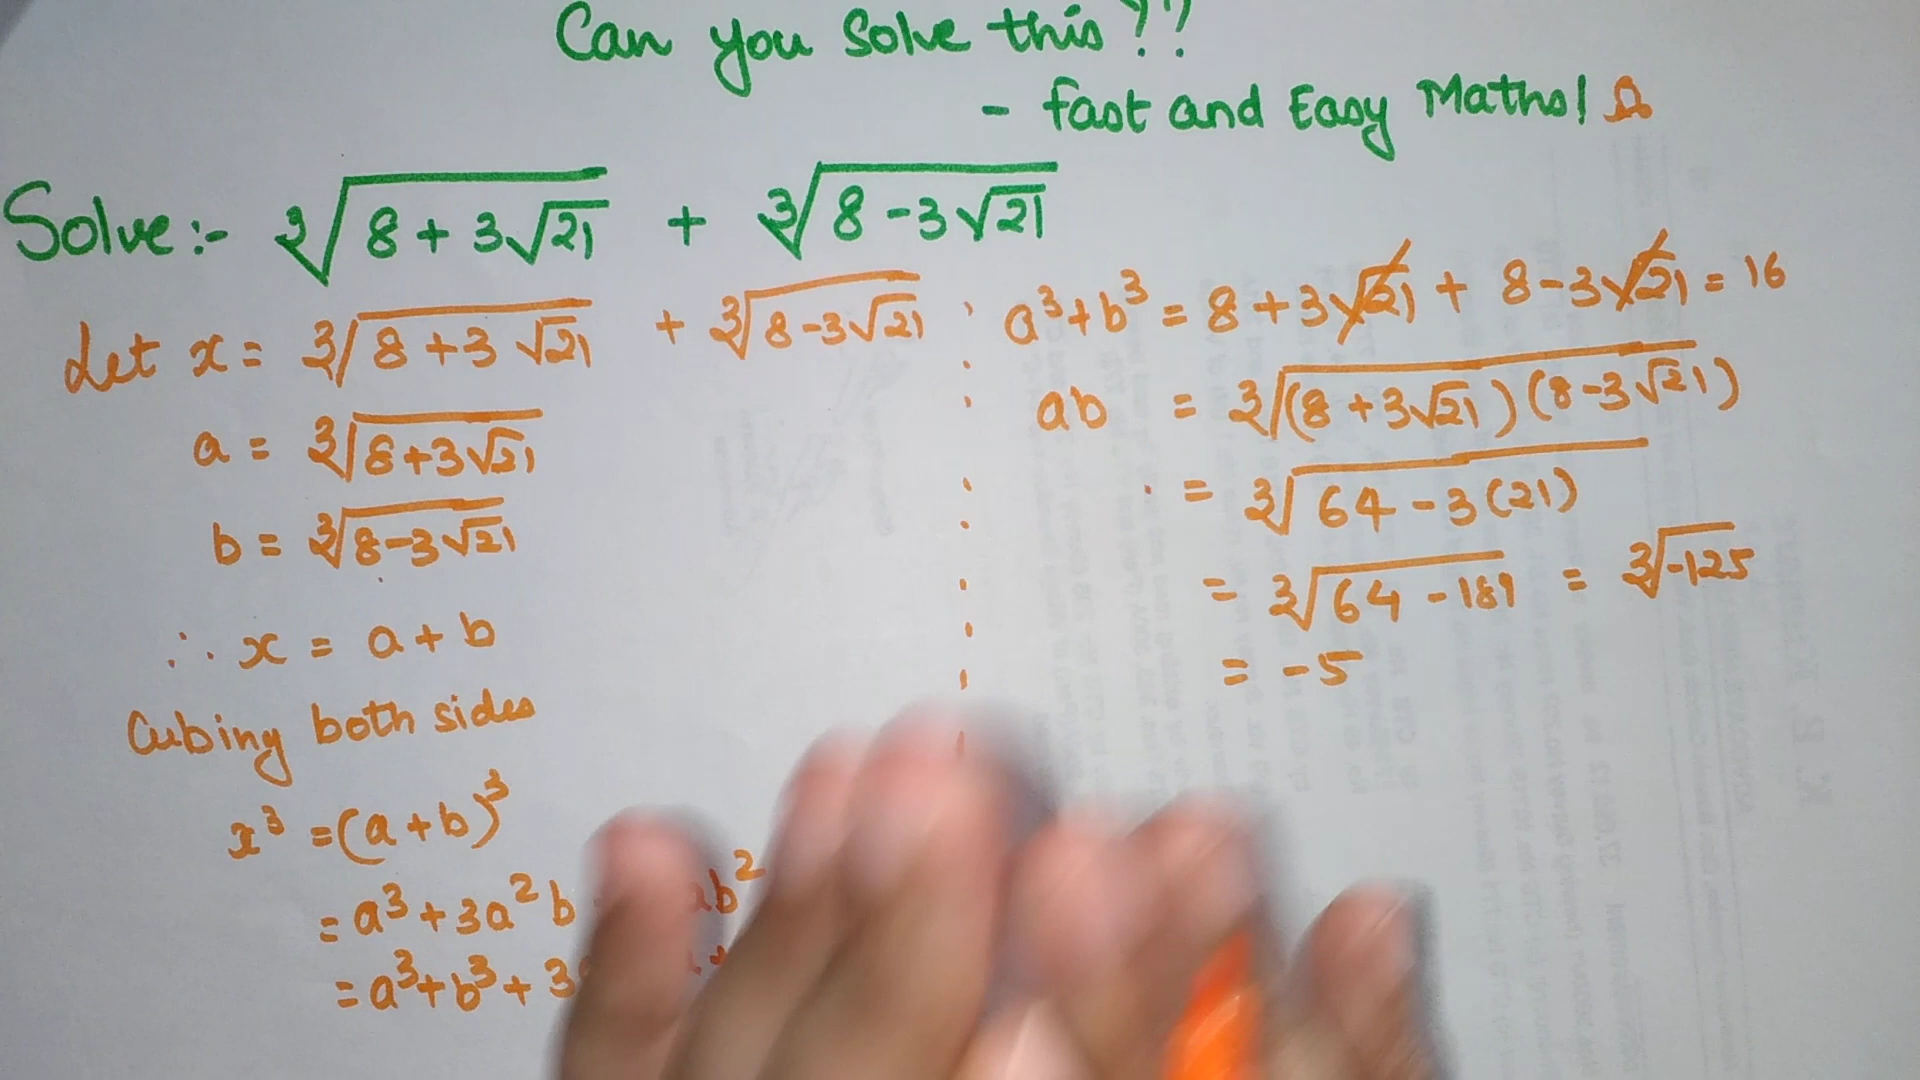 Can you solve this??
- fast and Easy Maths!
Solve:- ∛(8+3√21) + ∛(8-3√21)
Let x = ∛(8+3√21) + ∛(8-3√21)
a = ∛(8+3√21)
b = ∛(8-3√21)
∴ x = a+b
Cubing both sides
x³ = (a+b)³
= a³+3a²b ab²
= a³+b³+3
a³+b³ = 8+3√21 + 8-3√21 = 16
ab = ∛((8+3√21)(8-3√21))
= ∛(64-3(21))
= ∛(64-189) = ∛-125
= -5